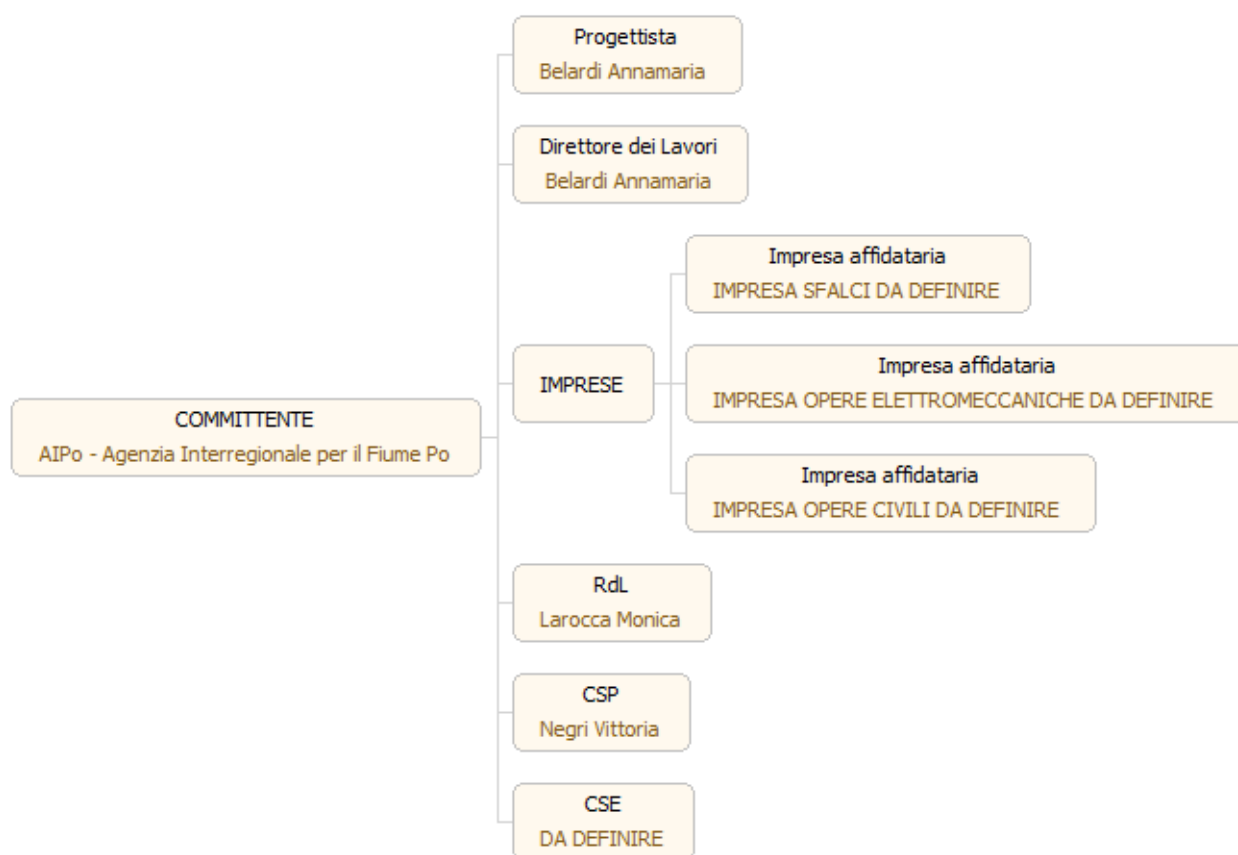 Progettista
Belardi Annamaria
Direttore dei Lavori
Belardi Annamaria
Impresa affidataria
IMPRESA SFALCI DA DEFINIRE
Impresa affidataria
IMPRESA OPERE ELETTROMECCANICHE DA DEFINIRE
IMPRESE
COMMITTENTE
AIPo - Agenzia Interregionale per il Fiume Po
Impresa affidataria
IMPRESA OPERE CIVILI DA DEFINIRE
RdL
Larocca Monica
CSP
Negri Vittoria
CSE
DA DEFINIRE